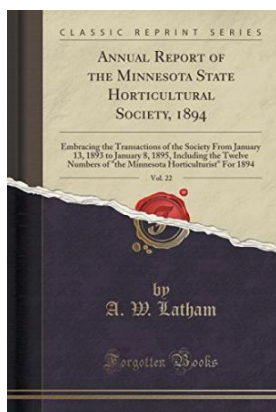 CLASSIC REPRINT SERIES
ANNUAL REPORT OF
THE MINNESOTA STATE
HORTICULTURAL
SOCIETY, 1894
Embracing the Transactions of the Society From January
13, 1893 to January 8, 1895, Including the Twelve
Numbers of "the Minnesota Horticulturist" For 1894
Vol. 22
by
A. W. Latham
Forgotten Books